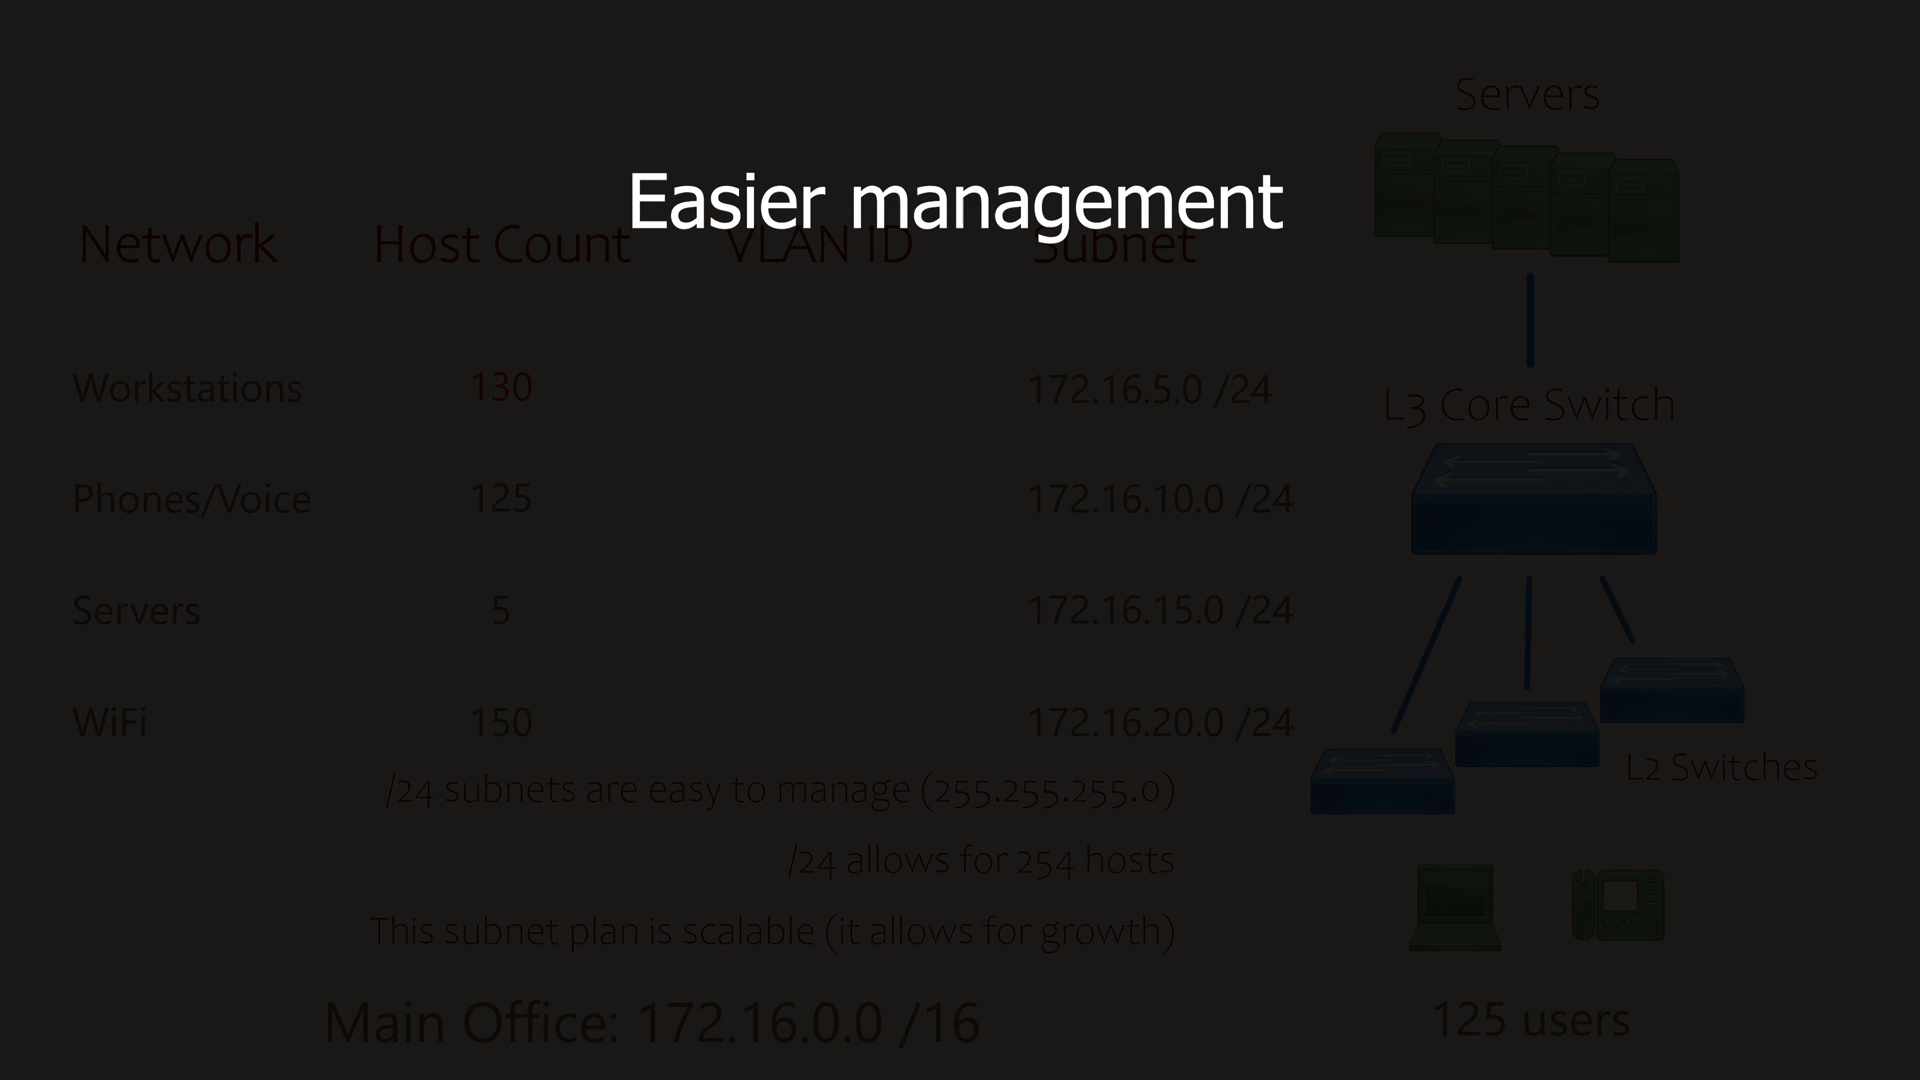 Servers
Easier management
Network Host Count VLAN ID Subnet
Workstations 130 172.16.5.0 /24
L3 Core Switch
Phones/Voice 125 172.16.10.0 /24
Servers 5 172.16.15.0 /24
WiFi 150 172.16.20.0 /24
L2 Switches
/24 subnets are easy to manage (255.255.255.0)
/24 allows for 254 hosts
This subnet plan is scalable (it allows for growth)
Main Office: 172.16.0.0 /16
125 users